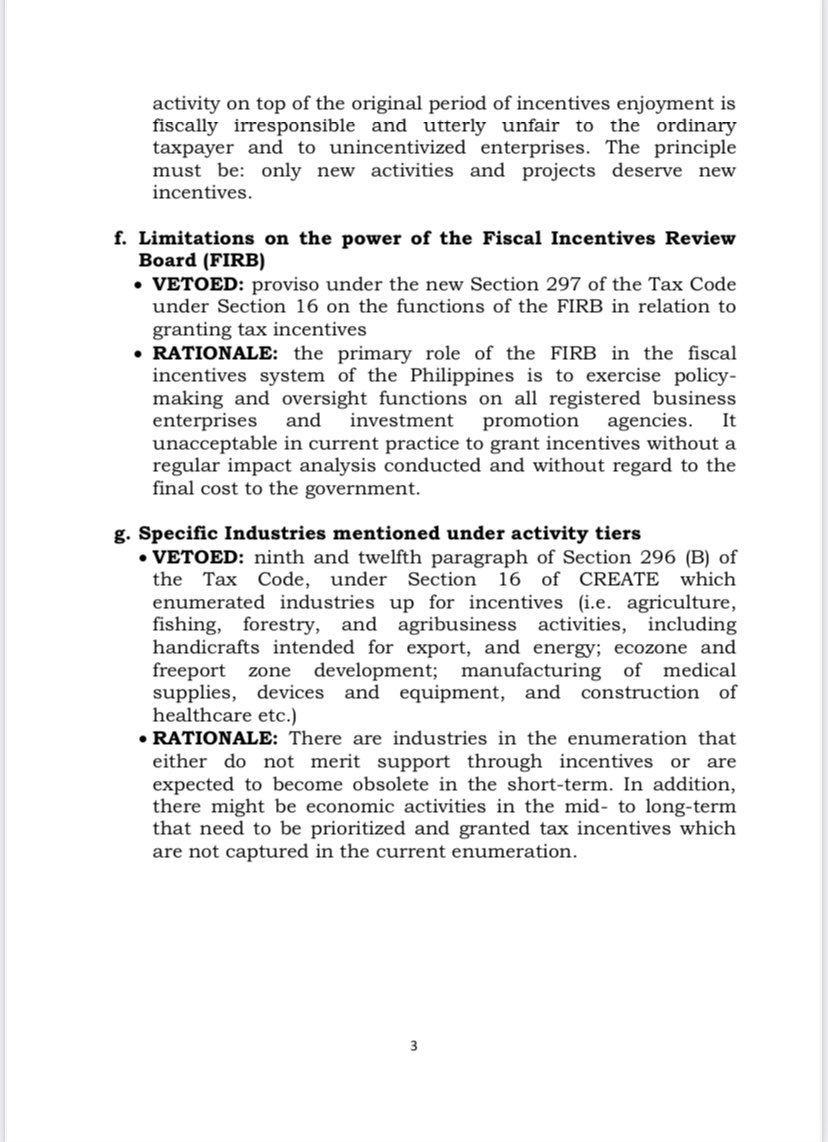 activity on top of the original period of incentives enjoyment is
fiscally irresponsible and utterly unfair to the ordinary
taxpayer and to unincentivized enterprises. The principle
must be: only new activities and projects deserve new
incentives.
f. Limitations on the power of the Fiscal Incentives Review
Board (FIRB)
• VETOED: proviso under the new Section 297 of the Tax Code
under Section 16 on the functions of the FIRB in relation to
granting tax incentives
• RATIONALE: the primary role of the FIRB in the fiscal
incentives system of the Philippines is to exercise policy-
making and oversight functions on all registered business
enterprises and investment promotion agencies. It
unacceptable in current practice to grant incentives without a
regular impact analysis conducted and without regard to the
final cost to the government.
g. Specific Industries mentioned under activity tiers
• VETOED: ninth and twelfth paragraph of Section 296 (B) of
the Tax Code, under Section 16 of CREATE which
enumerated industries up for incentives (i.e. agriculture,
fishing, forestry, and agribusiness activities, including
handicrafts intended for export, and energy; ecozone and
freeport zone development; manufacturing of medical
supplies, devices and equipment, and construction of
healthcare etc.)
• RATIONALE: There are industries in the enumeration that
either do not merit support through incentives or are
expected to become obsolete in the short-term. In addition,
there might be economic activities in the mid- to long-term
that need to be prioritized and granted tax incentives which
are not captured in the current enumeration.
3